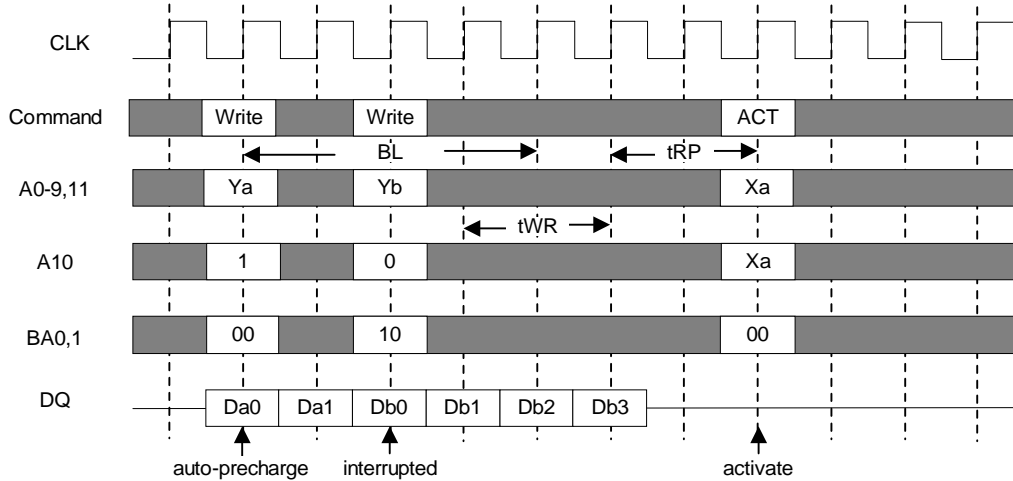 CLK
Command Write Write ACT
BL tRP
A0-9,11 Ya Yb Xa
tWR
A10 1 0 Xa
BA0,1 00 10 00
DQ Da0 Da1 Db0 Db1 Db2 Db3
auto-precharge interrupted activate